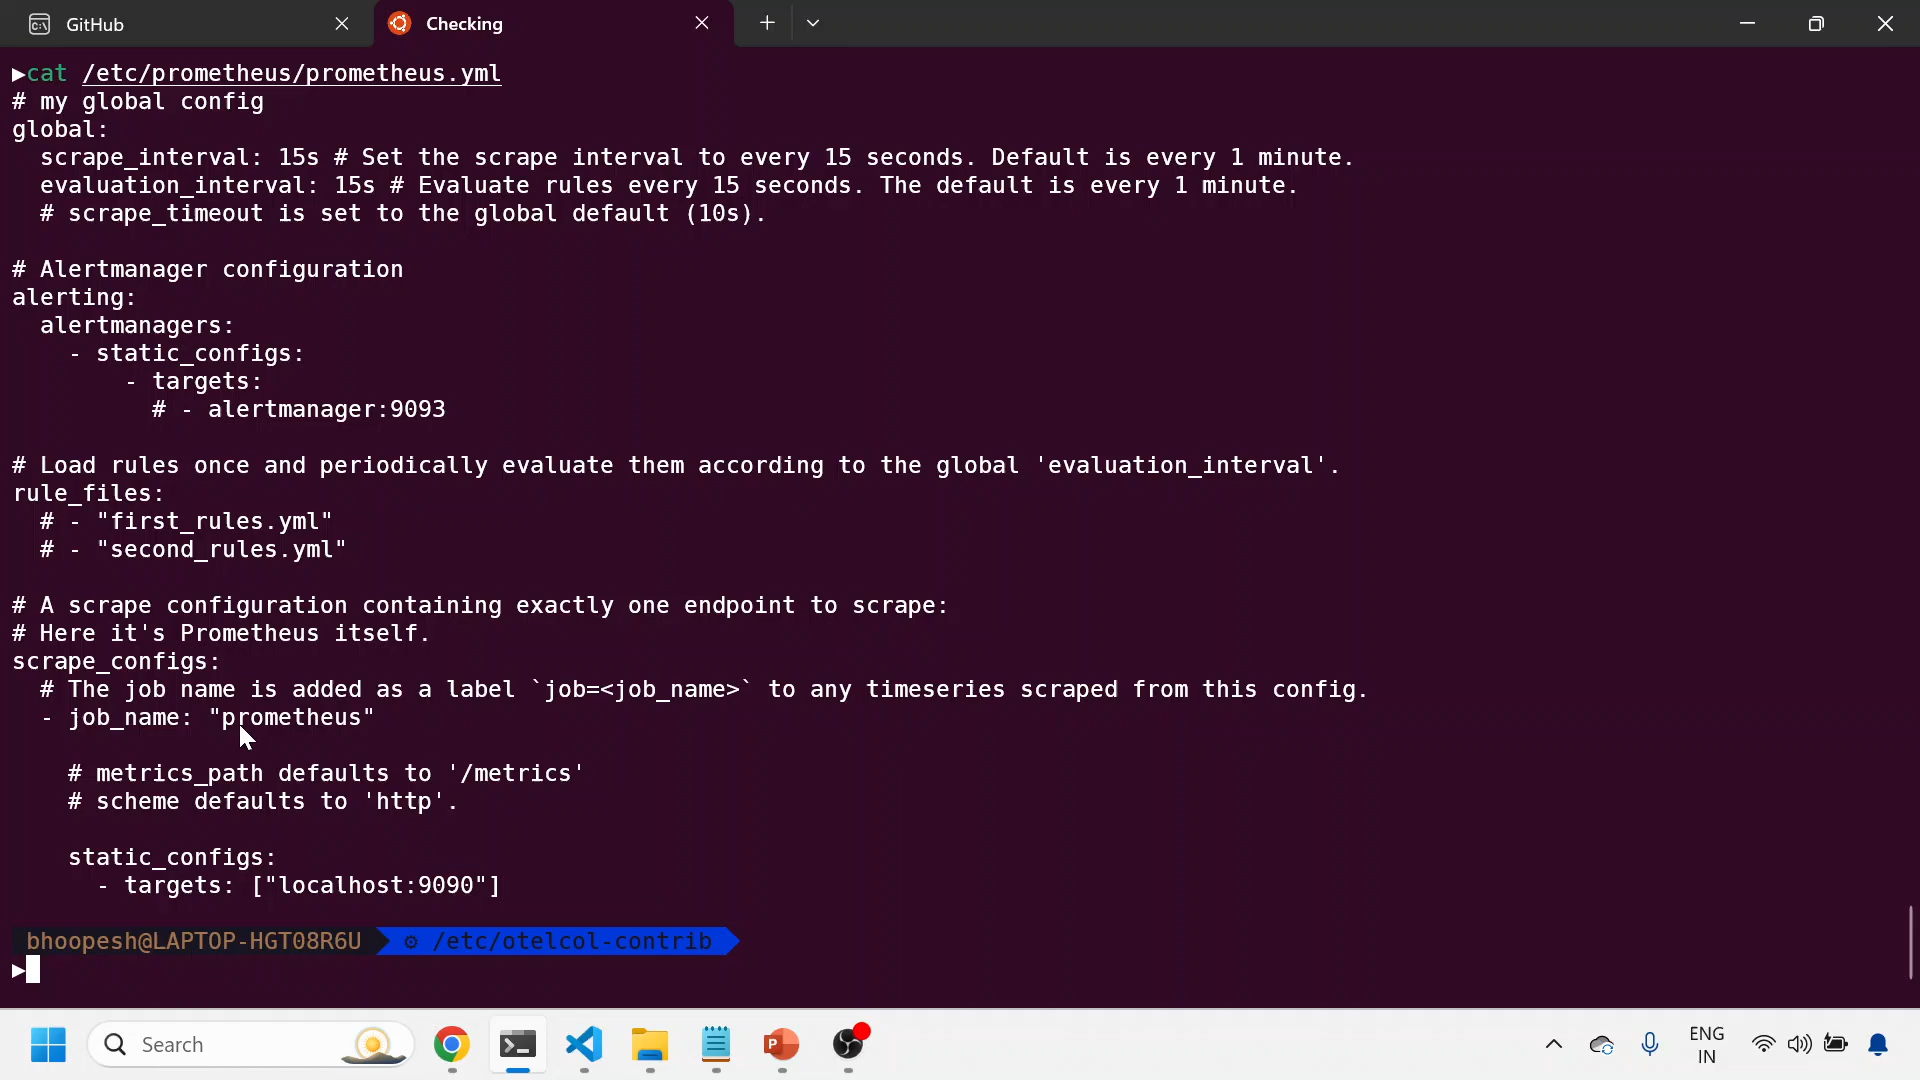 GitHub
Checking
▶cat /etc/prometheus/prometheus.yml
# my global config
global:
  scrape_interval: 15s # Set the scrape interval to every 15 seconds. Default is every 1 minute.
  evaluation_interval: 15s # Evaluate rules every 15 seconds. The default is every 1 minute.
  # scrape_timeout is set to the global default (10s).
# Alertmanager configuration
alerting:
  alertmanagers:
    - static_configs:
        - targets:
          # - alertmanager:9093
# Load rules once and periodically evaluate them according to the global 'evaluation_interval'.
rule_files:
  # - "first_rules.yml"
  # - "second_rules.yml"
# A scrape configuration containing exactly one endpoint to scrape:
# Here it's Prometheus itself.
scrape_configs:
  # The job name is added as a label `job=<job_name>` to any timeseries scraped from this config.
  - job_name: "prometheus"
    # metrics_path defaults to '/metrics'
    # scheme defaults to 'http'.
    static_configs:
      - targets: ["localhost:9090"]
bhoopesh@LAPTOP-HGT08R6U /etc/otelcol-contrib
▶
Search
ENG
IN